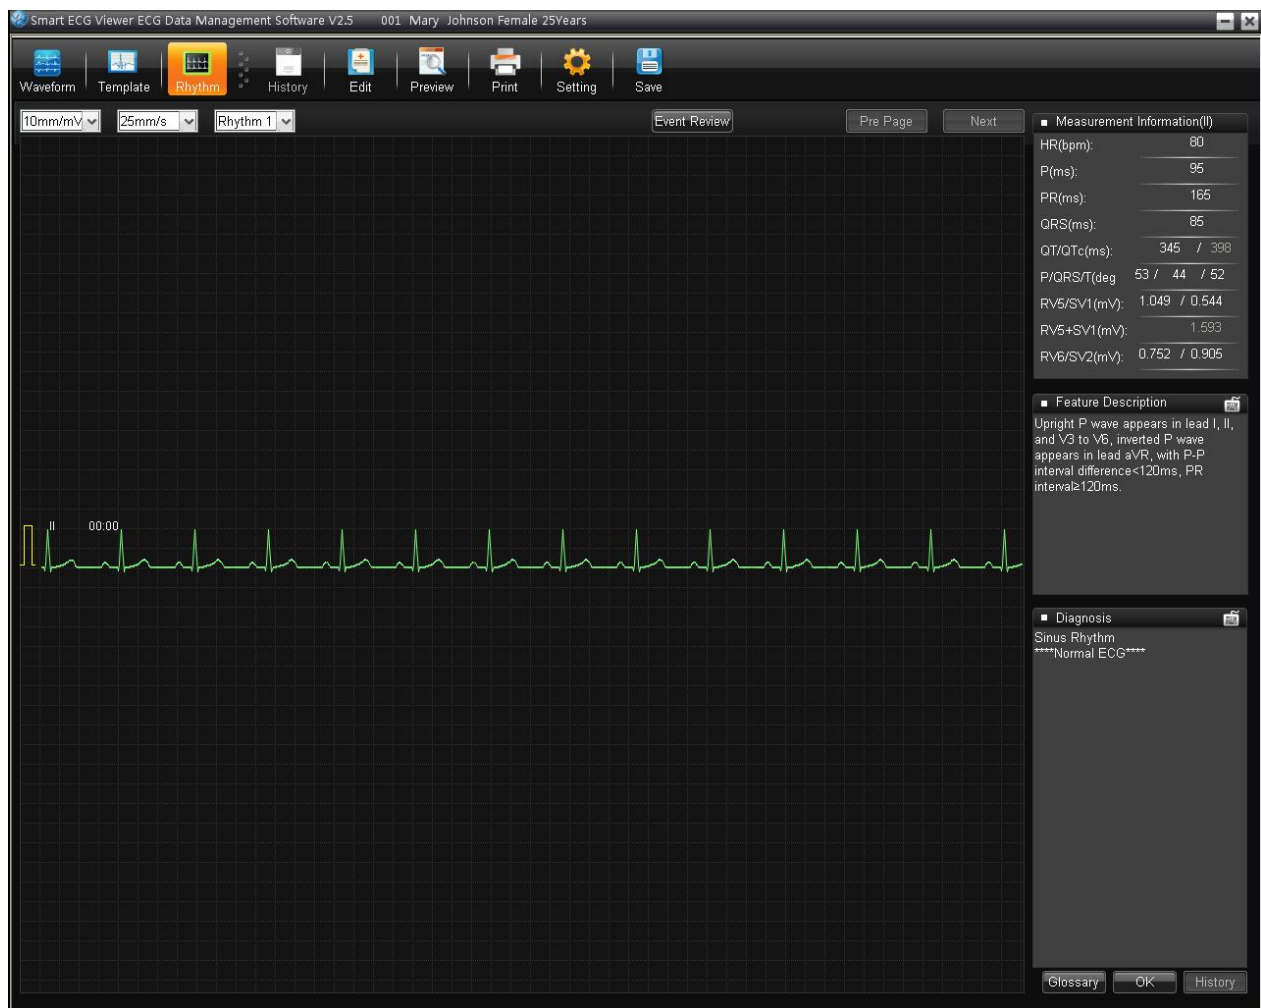 Smart ECG Viewer ECG Data Management Software V2.5 001 Mary Johnson Female 25Years
Waveform Template Rhythm History Edit Preview Print Setting Save
10mm/mV 25mm/s Rhythm 1 Event Review Pre Page Next
Measurement Information(II)
HR(bpm): 80
P(ms): 95
PR(ms): 165
QRS(ms): 85
QT/QTc(ms): 345 / 398
P/QRS/T(deg 53 / 44 / 52
RV5/SV1(mV): 1.049 / 0.544
RV5+SV1(mV): 1.593
RV6/SV2(mV): 0.752 / 0.905
Feature Description
Upright P wave appears in lead I, II,
and V3 to V6, inverted P wave
appears in lead aVR, with P-P
interval difference<120ms, PR
interval≥120ms.
II 00:00
Diagnosis
Sinus Rhythm
****Normal ECG****
Glossary OK History